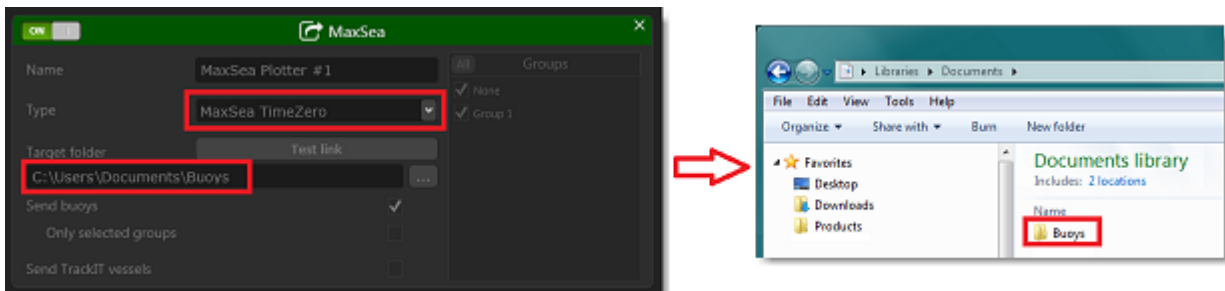 ON
MaxSea
Name
MaxSea Plotter #1
All
Groups
None
Type
MaxSea TimeZero
Group 1
Target folder
Test link
C:\Users\Documents\Buoys
...
Send buoys
Only selected groups
Send TrackIT vessels
Libraries
Documents
File Edit View Tools Help
Organize
Share with
Burn
New folder
Favorites
Desktop
Downloads
Products
Documents library
Includes: 2 locations
Name
Buoys